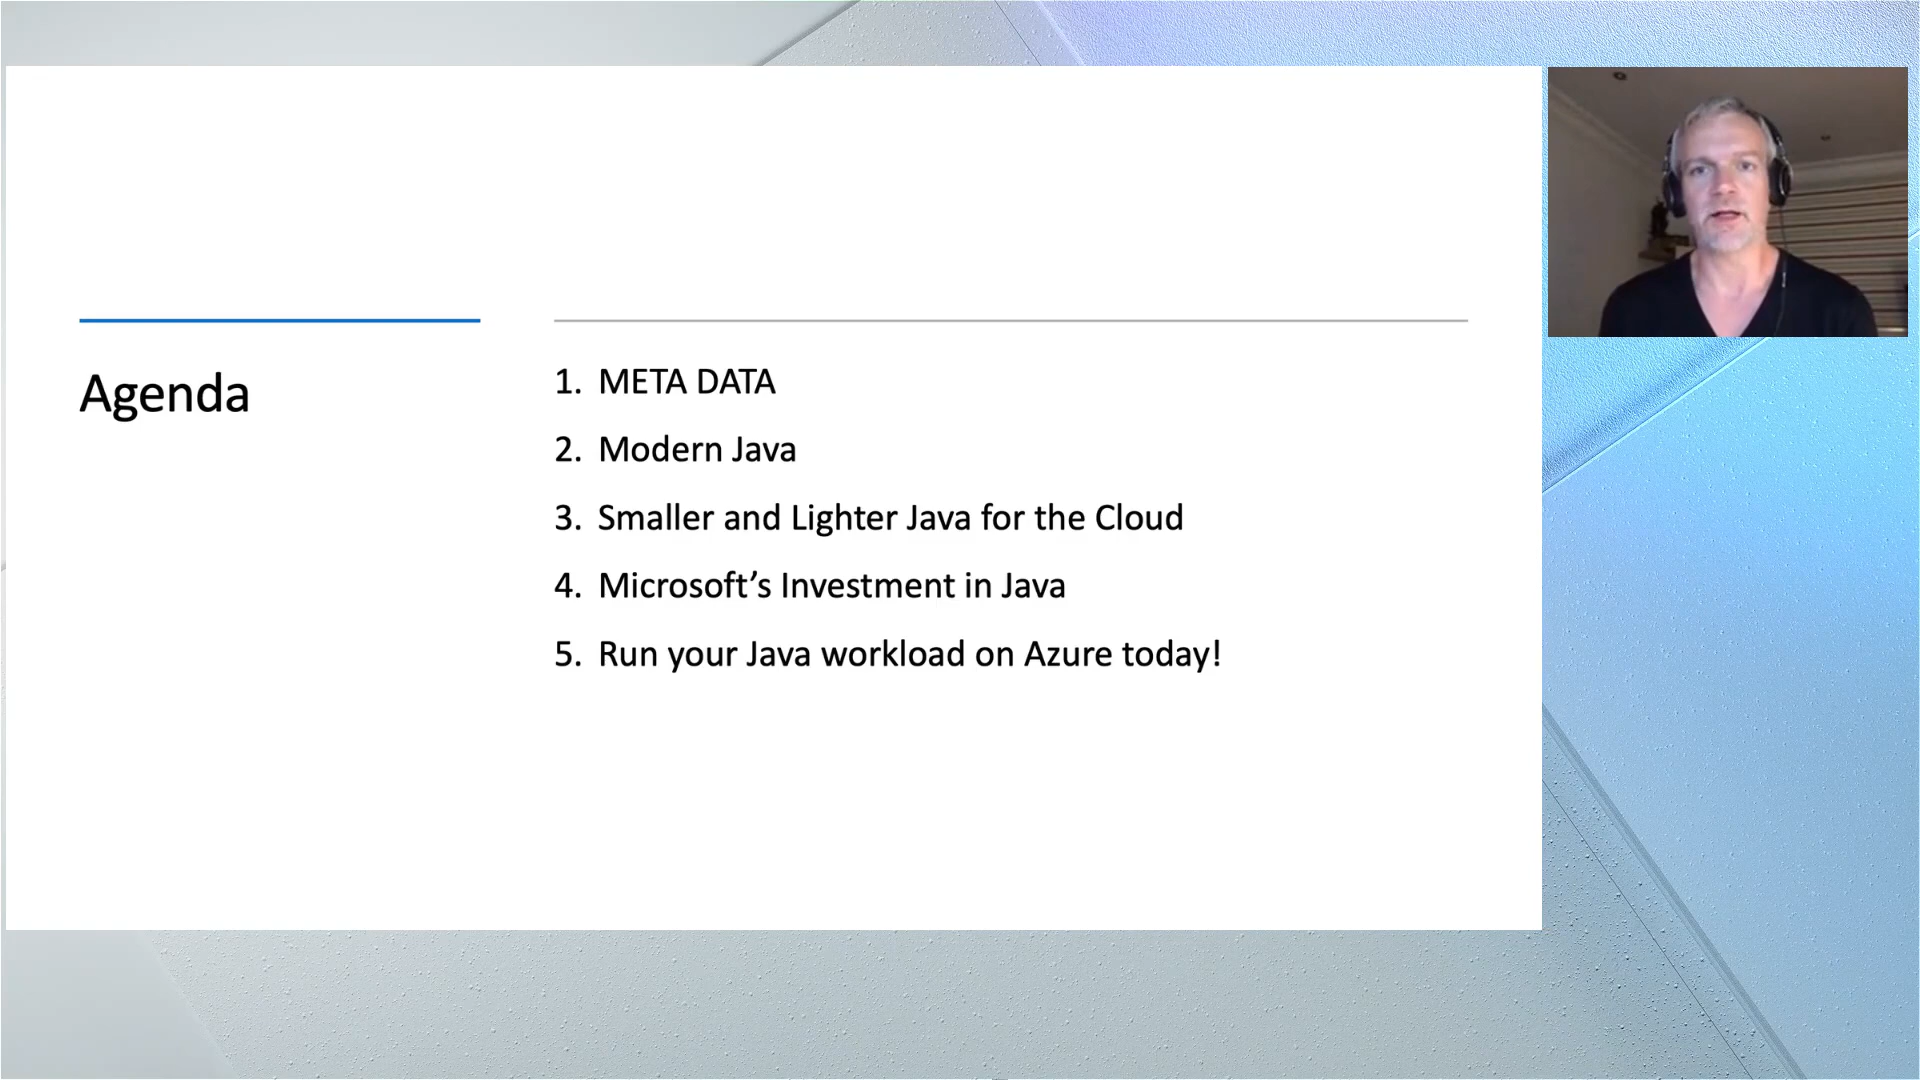 Agenda
1. META DATA
2. Modern Java
3. Smaller and Lighter Java for the Cloud
4. Microsoft’s Investment in Java
5. Run your Java workload on Azure today!